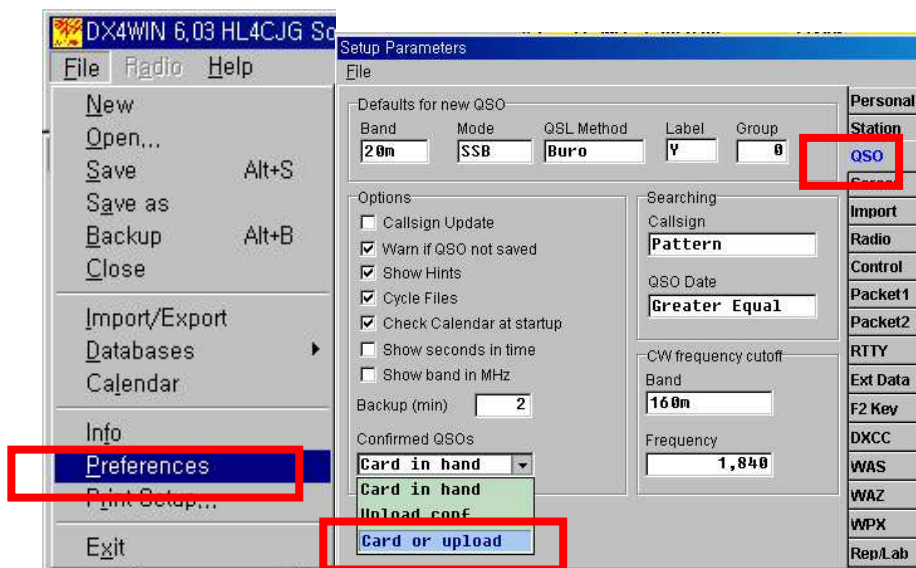 DX4WIN 6,03 HL4CJG Sc
File Radio Help
New
Open...
Save Alt+S
Save as
Backup Alt+B
Close
Import/Export
Databases
Calendar
Info
Preferences
Print Setup...
Exit
Setup Parameters
File
Defaults for new QSO
Band Mode QSL Method Label Group
20m SSB Buro Y 0
Options
Callsign Update
Warn if QSO not saved
Show Hints
Cycle Files
Check Calendar at startup
Show seconds in time
Show band in MHz
Backup (min) 2
Confirmed QSOs
Card in hand
Card in hand
Upload conf
Card or upload
Searching
Callsign
Pattern
QSO Date
Greater Equal
CW frequency cutoff
Band
160m
Frequency
1,840
Personal
Station
QSO
Import
Radio
Control
Packet1
Packet2
RTTY
Ext Data
F2 Key
DXCC
WAS
WAZ
WPX
Rep/Lab